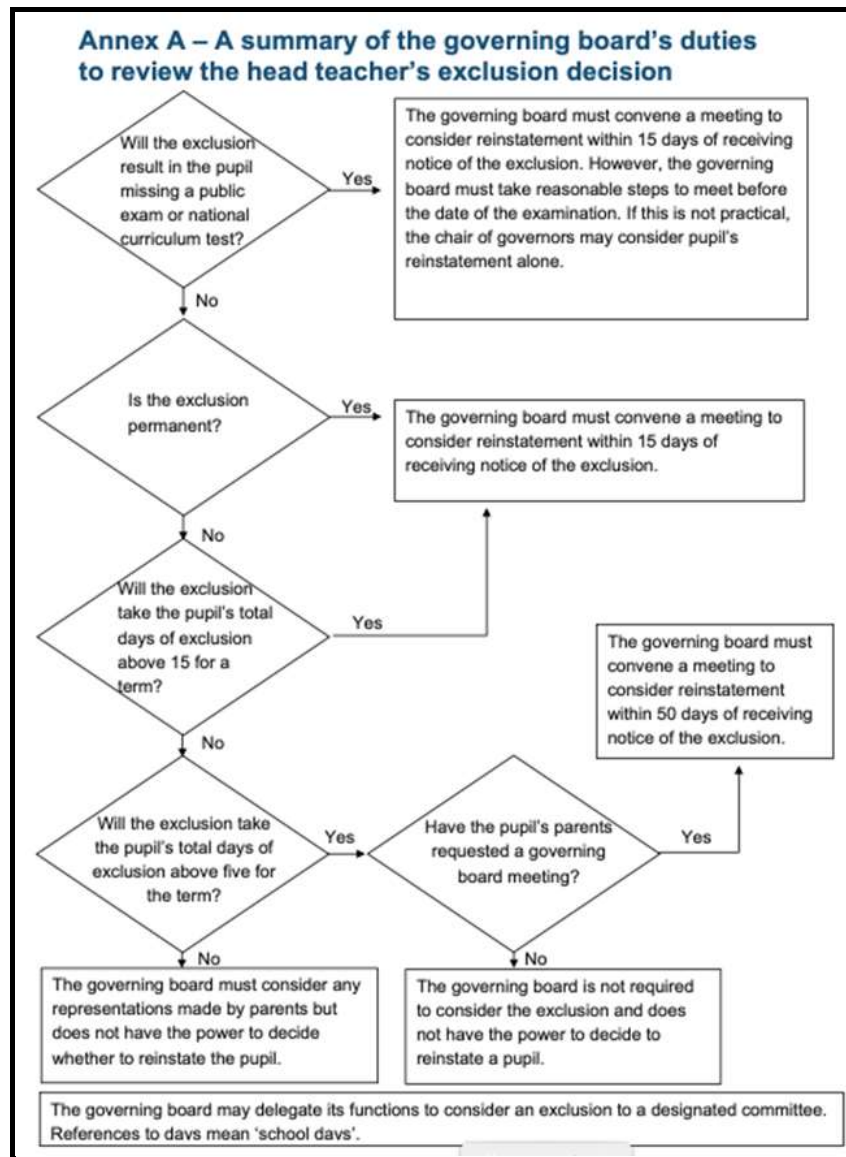 Annex A – A summary of the governing board's duties
to review the head teacher's exclusion decision
Will the exclusion
result in the pupil
missing a public
exam or national
curriculum test?
Yes
The governing board must convene a meeting to
consider reinstatement within 15 days of receiving
notice of the exclusion. However, the governing
board must take reasonable steps to meet before
the date of the examination. If this is not practical,
the chair of governors may consider pupil's
reinstatement alone.
No
Is the exclusion
permanent?
Yes
The governing board must convene a meeting to
consider reinstatement within 15 days of
receiving notice of the exclusion.
No
Will the exclusion
take the pupil's total
days of exclusion
above 15 for a
term?
Yes
The governing board must
convene a meeting to
consider reinstatement
within 50 days of receiving
notice of the exclusion.
No
Will the exclusion take
the pupil's total days of
exclusion above five for
the term?
Yes
Have the pupil's parents
requested a governing
board meeting?
Yes
No
The governing board must consider any
representations made by parents but
does not have the power to decide
whether to reinstate the pupil.
No
The governing board is not required
to consider the exclusion and does
not have the power to decide to
reinstate a pupil.
The governing board may delegate its functions to consider an exclusion to a designated committee.
References to days mean 'school days'.